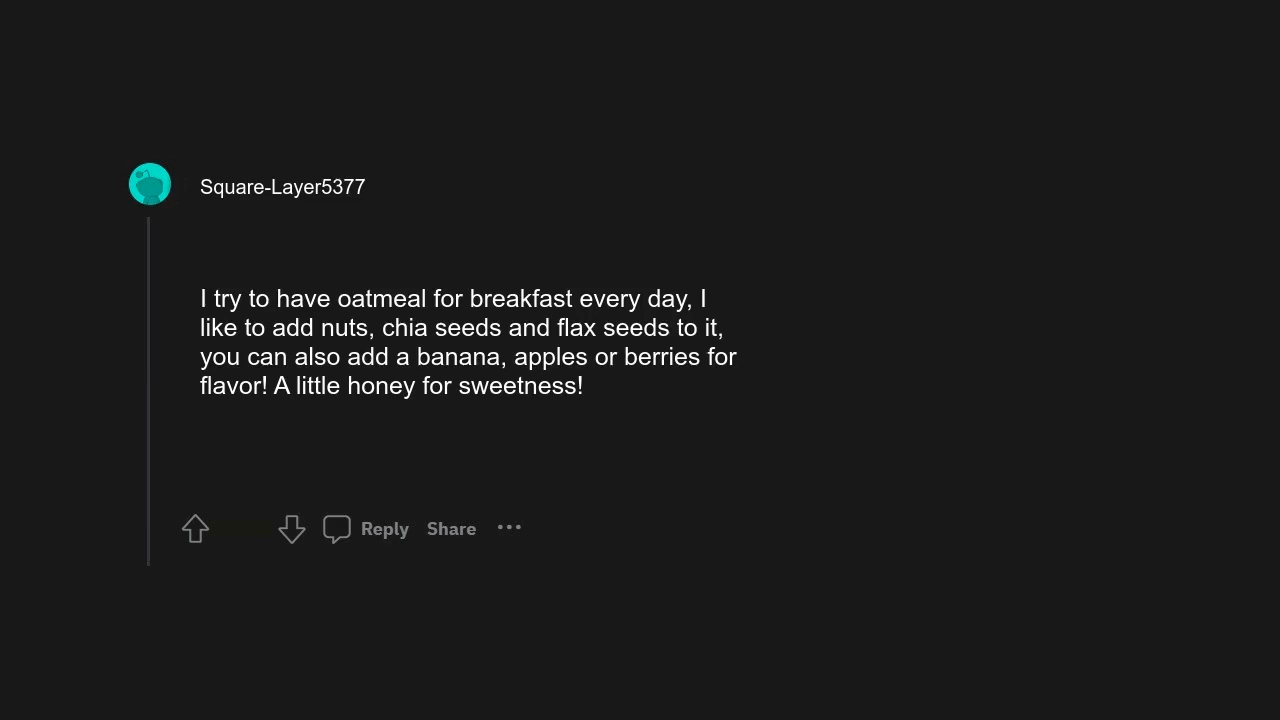 Square-Layer5377
I try to have oatmeal for breakfast every day, I
like to add nuts, chia seeds and flax seeds to it,
you can also add a banana, apples or berries for
flavor! A little honey for sweetness!
Reply Share